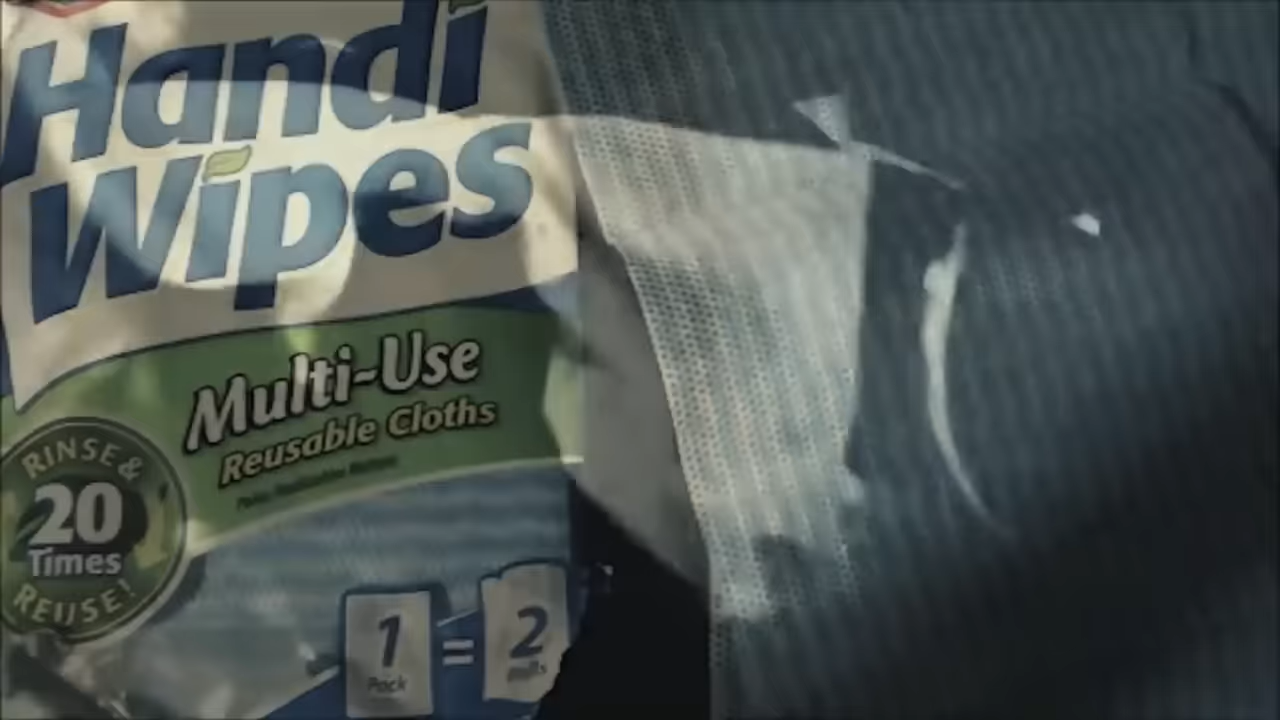 Handi
Wipes
Multi-Use
Reusable Cloths
RINSE &
20
Times
REUSE!
1 = 2
Pack